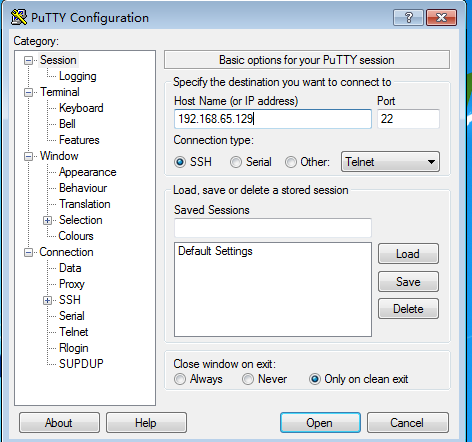 PuTTY Configuration
Category:
Session
Logging
Terminal
Keyboard
Bell
Features
Window
Appearance
Behaviour
Translation
Selection
Colours
Connection
Data
Proxy
SSH
Serial
Telnet
Rlogin
SUPDUP
Basic options for your PuTTY session
Specify the destination you want to connect to
Host Name (or IP address) Port
192.168.65.129 22
Connection type:
SSH Serial Other: Telnet
Load, save or delete a stored session
Saved Sessions
Default Settings
Load
Save
Delete
Close window on exit:
Always Never Only on clean exit
About Help Open Cancel